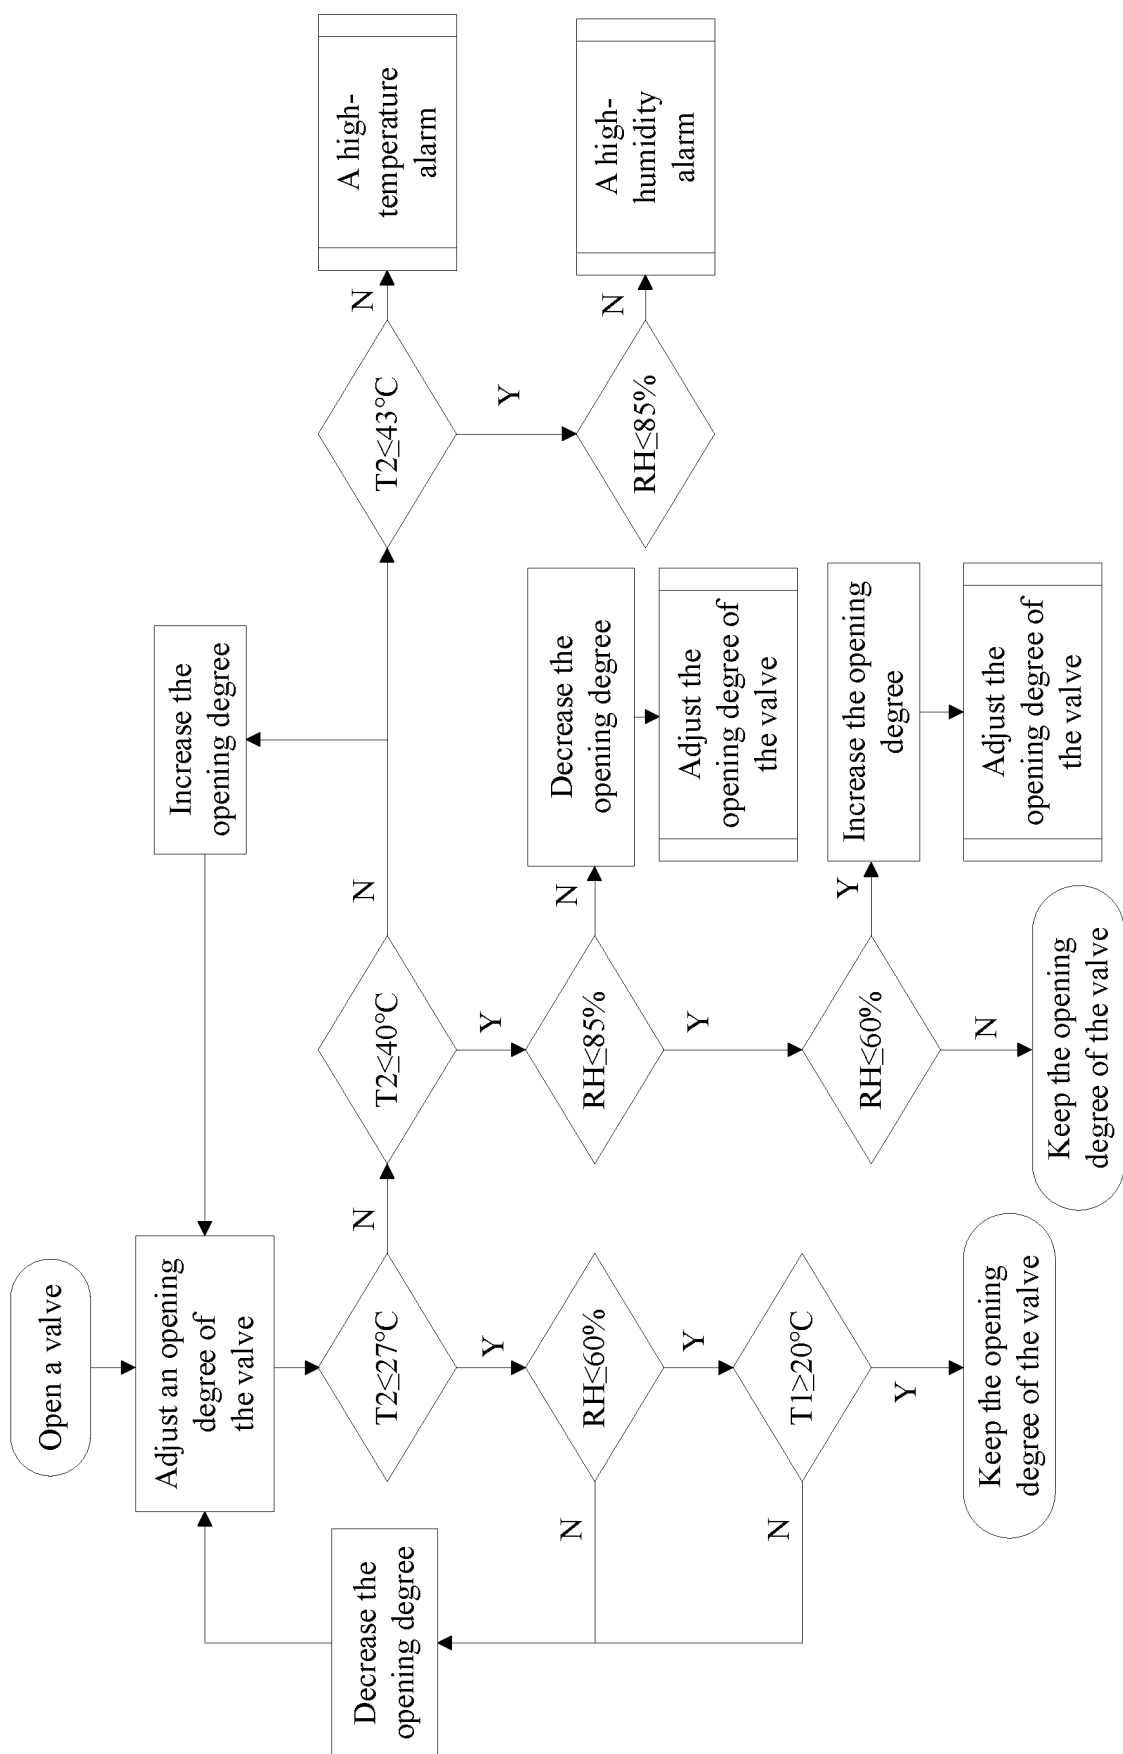 Open a valve
Adjust an opening
degree of
the valve
Increase the
opening degree
Decrease the
opening degree
T2≤27°C
N
T2≤40°C
N
T2≤43°C
N
A high-
temperature
alarm
Y
Y
Y
RH≤60%
N
RH≤85%
N
Decrease the
opening degree
Adjust the
opening degree of
the valve
RH≤85%
N
A high-
humidity
alarm
Y
Y
T1≥20°C
N
RH≤60%
Y
Increase the opening
degree
Adjust the
opening degree of
the valve
Y
N
Keep the opening
degree of the valve
Keep the opening
degree of the valve